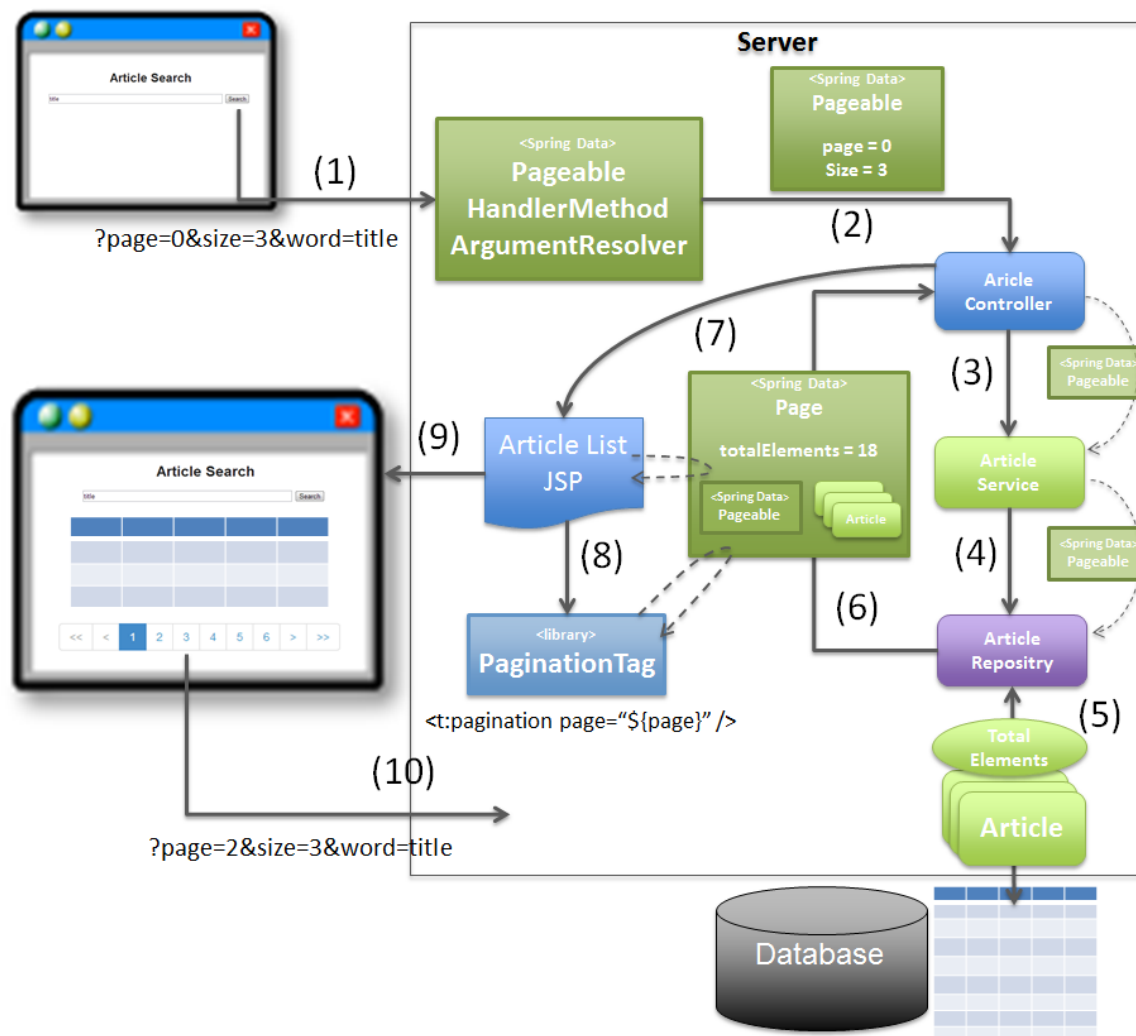 Server
Article Search
title
Search
(1)
?page=0&size=3&word=title
<Spring Data>
Pageable
HandlerMethod
ArgumentResolver
<Spring Data>
Pageable
page = 0
Size = 3
(2)
Aricle
Controller
(3)
<Spring Data>
Pageable
Article
Service
(4)
<Spring Data>
Pageable
Article
Repositry
(5)
Total
Elements
Article
Database
(6)
<Spring Data>
Page
totalElements = 18
<Spring Data>
Pageable
Article
(7)
Article List
JSP
(8)
<library>
PaginationTag
<t:pagination page=“${page}” />
(9)
Article Search
title
Search
<< < 1 2 3 4 5 6 > >>
(10)
?page=2&size=3&word=title